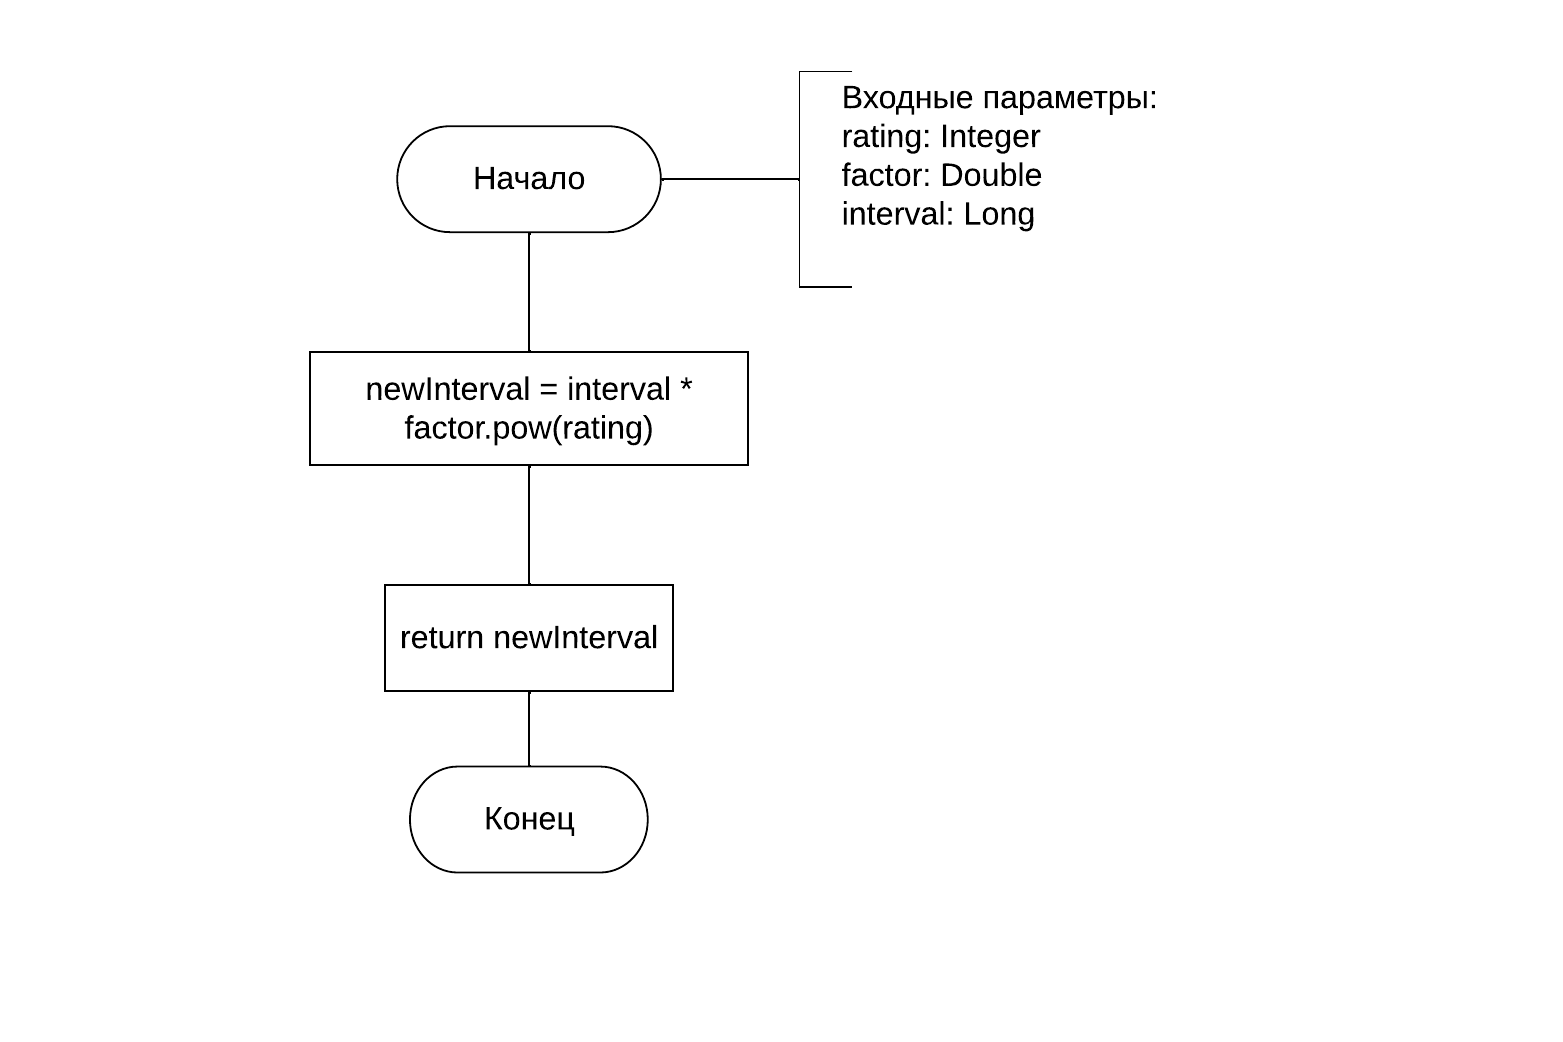 Начало
Входные параметры:
rating: Integer
factor: Double
interval: Long
newInterval = interval *
factor.pow(rating)
return newInterval
Конец